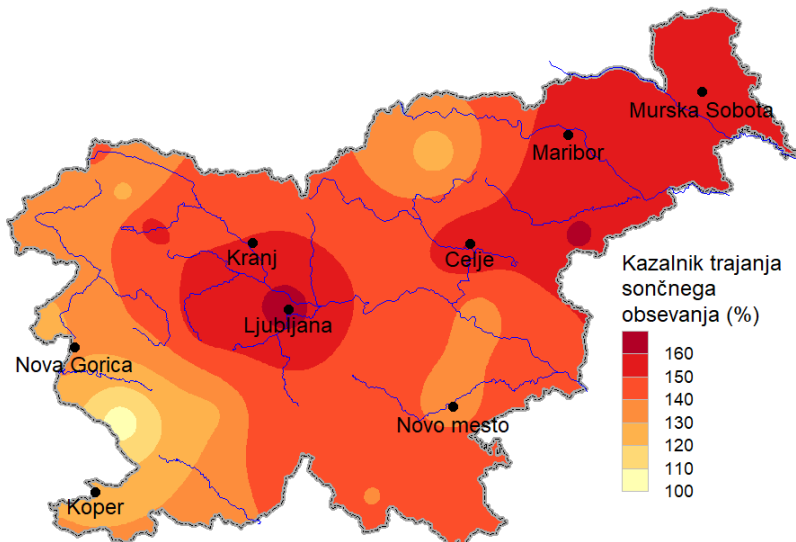 Murska Sobota
Maribor
Kranj
Celje
Ljubljana
Nova Gorica
Novo mesto
Koper
Kazalnik trajanja
sončnega
obsevanja (%)
160
150
140
130
120
110
100